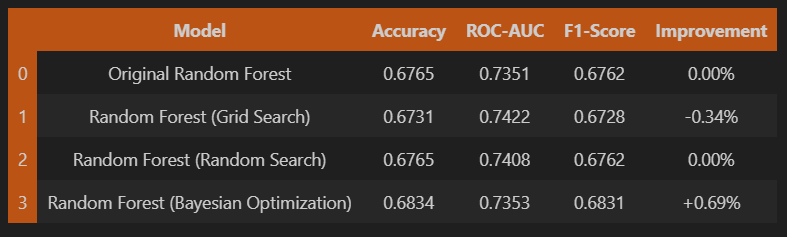 Model Accuracy ROC-AUC F1-Score Improvement
0 Original Random Forest 0.6765 0.7351 0.6762 0.00%
1 Random Forest (Grid Search) 0.6731 0.7422 0.6728 -0.34%
2 Random Forest (Random Search) 0.6765 0.7408 0.6762 0.00%
3 Random Forest (Bayesian Optimization) 0.6834 0.7353 0.6831 +0.69%